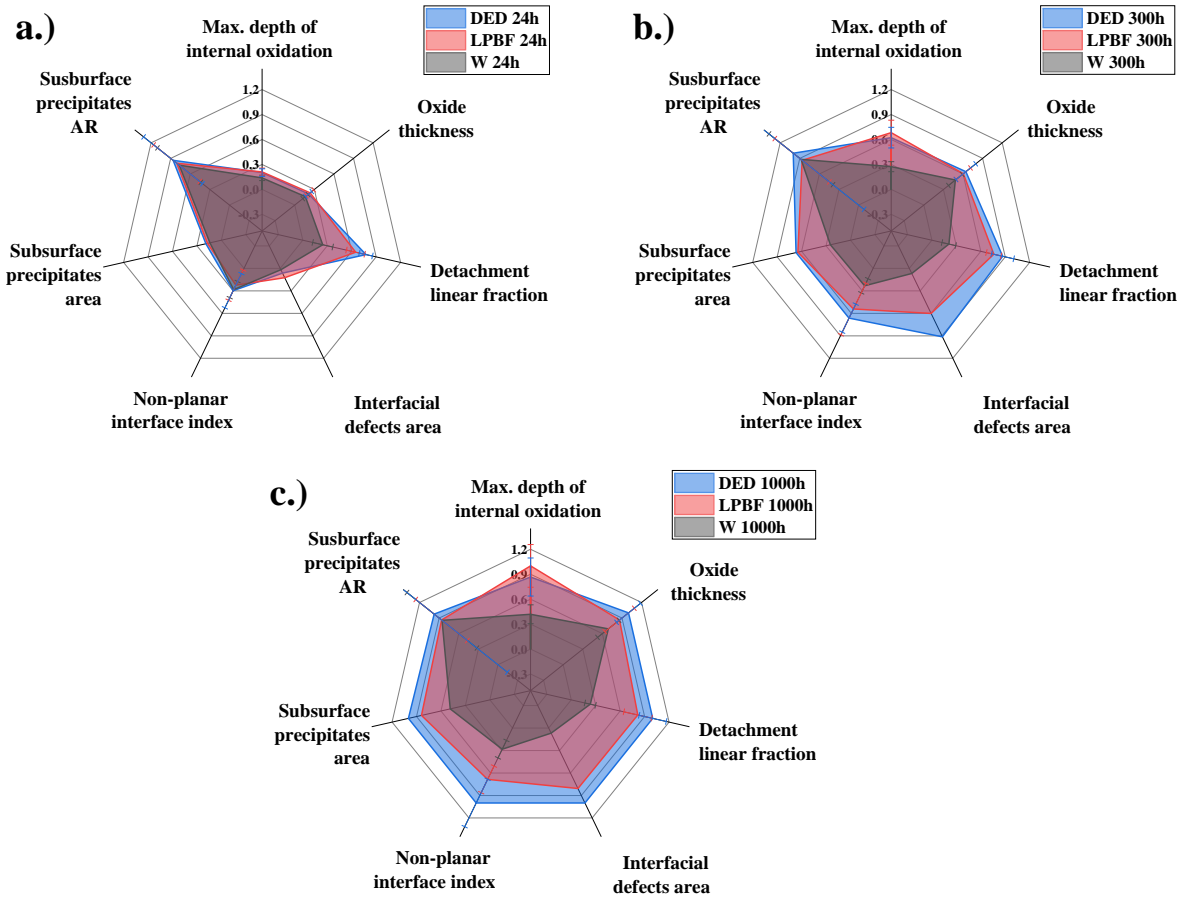 a.)
Max. depth of
internal oxidation
DED 24h
LPBF 24h
W 24h
Susburface
precipitates
AR
Oxide
thickness
1.2
0.9
0.6
0.3
0.0
-0.3
Subsurface
precipitates
area
Detachment
linear fraction
Non-planar
interface index
Interfacial
defects area
b.)
Max. depth of
internal oxidation
DED 300h
LPBF 300h
W 300h
Susburface
precipitates
AR
Oxide
thickness
1.2
0.9
0.6
0.3
0.0
-0.3
Subsurface
precipitates
area
Detachment
linear fraction
Non-planar
interface index
Interfacial
defects area
c.)
Max. depth of
internal oxidation
DED 1000h
LPBF 1000h
W 1000h
Susburface
precipitates
AR
Oxide
thickness
1.2
0.9
0.6
0.3
0.0
-0.3
Subsurface
precipitates
area
Detachment
linear fraction
Non-planar
interface index
Interfacial
defects area